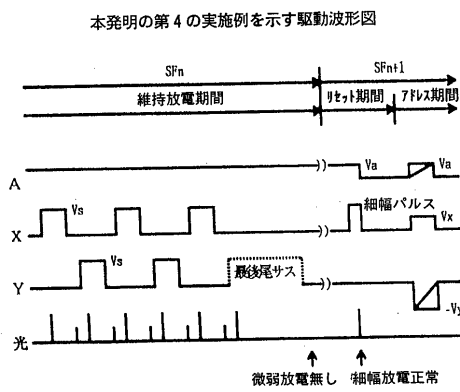 本発明の第4の実施例を示す駆動波形図
SFn SFn+1
維持放電期間 リセット期間 アドレス期間
A Va Va
X Vs 細幅パルス Vx
Y Vs 最後尾サス -Vy
光
微弱放電無し 細幅放電正常